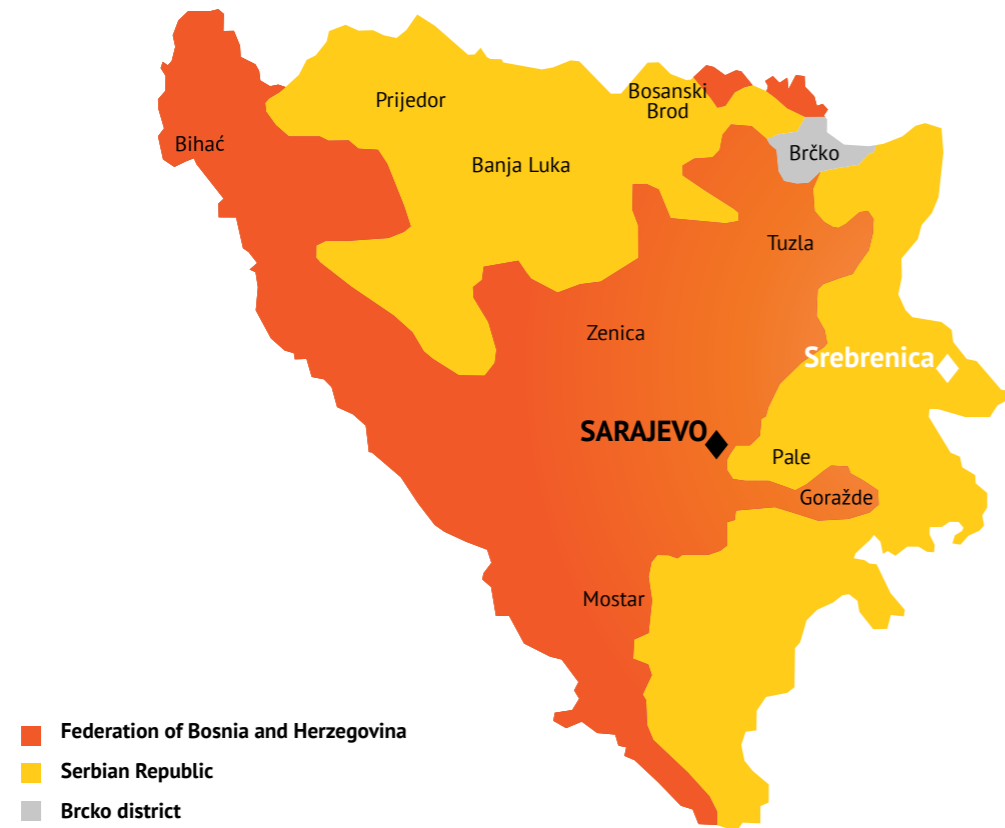 Prijedor
Bosanski
Brod
Bihać
Banja Luka
Brčko
Tuzla
Zenica
Srebrenica
SARAJEVO
Pale
Goražde
Mostar
Federation of Bosnia and Herzegovina
Serbian Republic
Brcko district